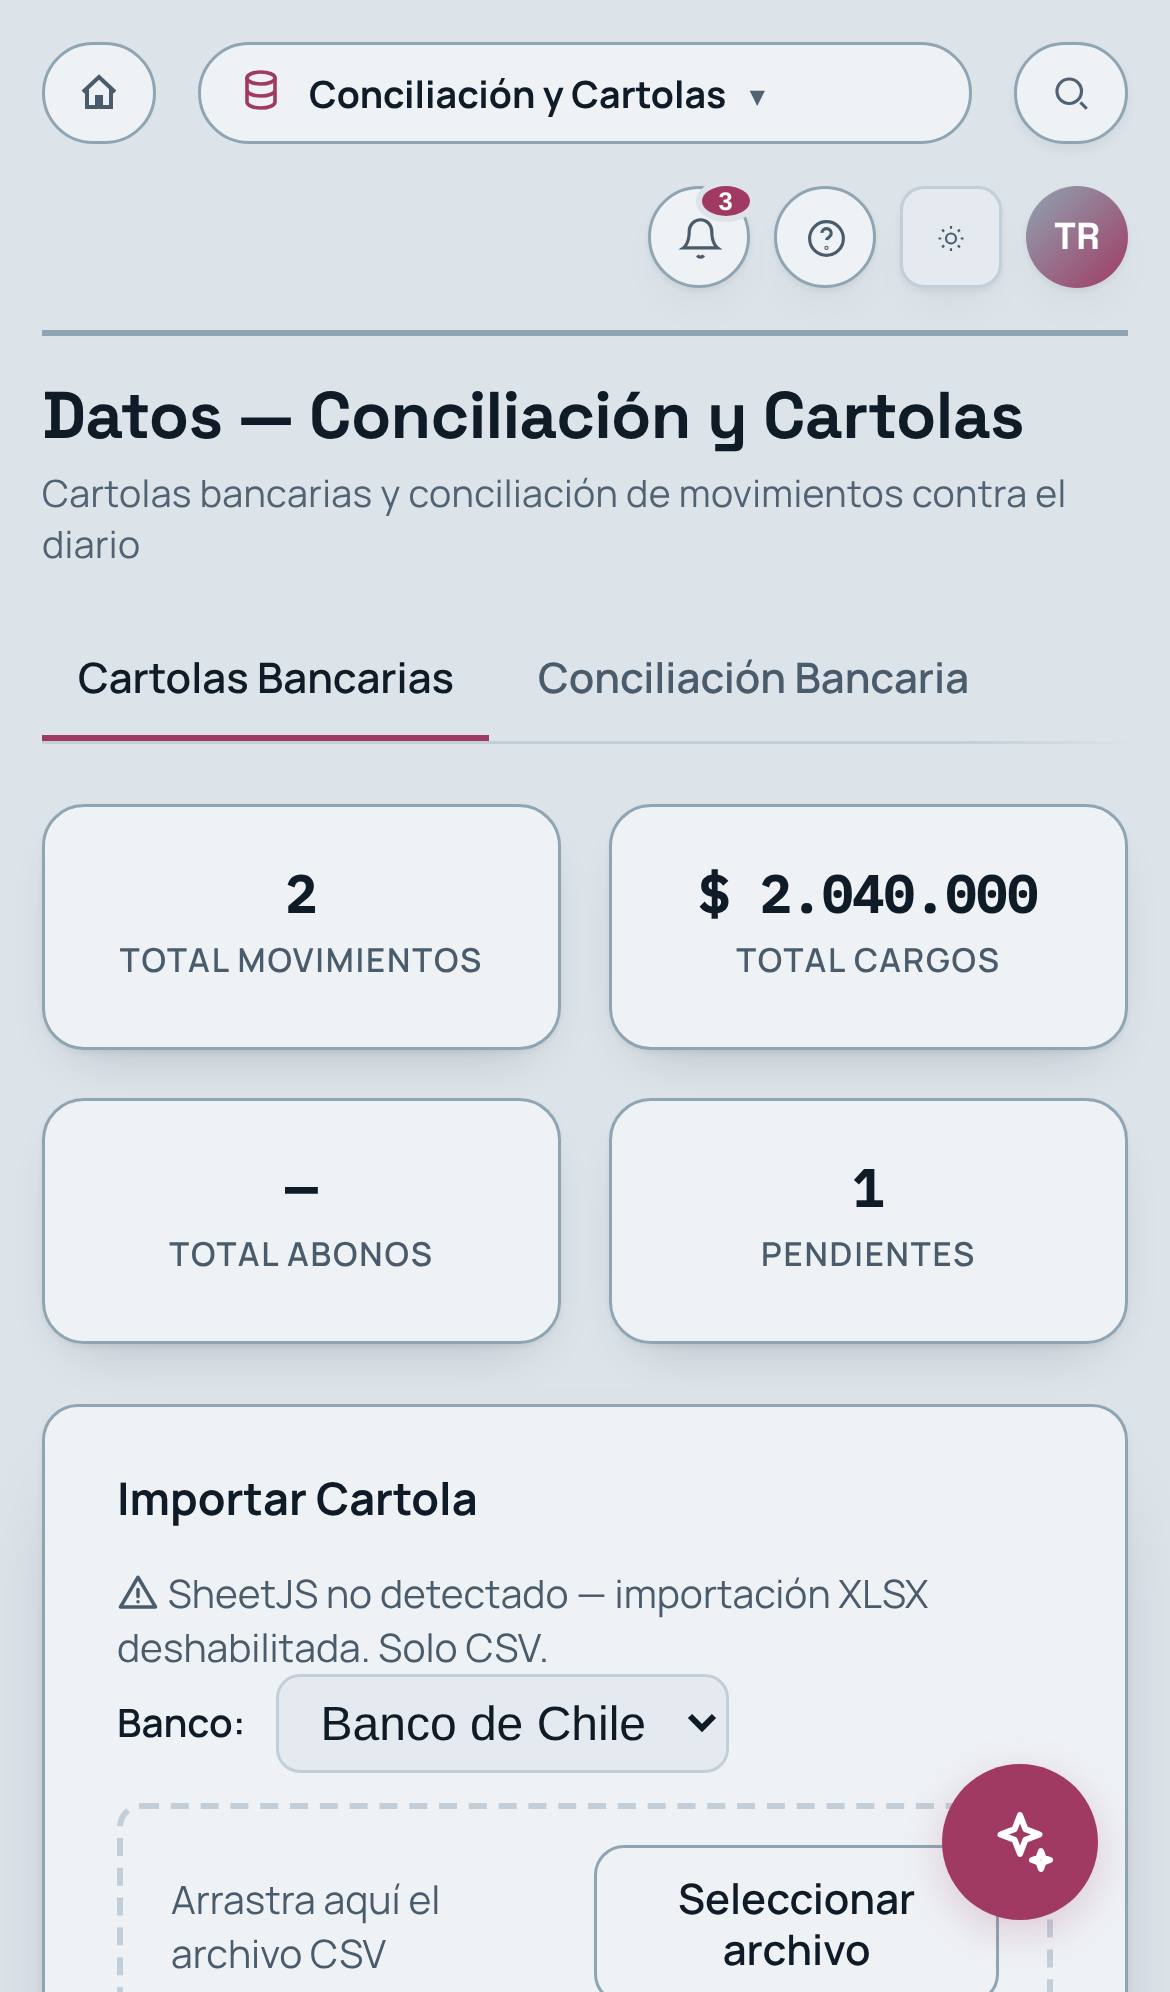 Conciliación y Cartolas ▾
3
TR
Datos — Conciliación y Cartolas
Cartolas bancarias y conciliación de movimientos contra el
diario
Cartolas Bancarias
Conciliación Bancaria
2
TOTAL MOVIMIENTOS
$ 2.040.000
TOTAL CARGOS
—
TOTAL ABONOS
1
PENDIENTES
Importar Cartola
⚠ SheetJS no detectado — importación XLSX
deshabilitada. Solo CSV.
Banco: Banco de Chile
Arrastra aquí el
archivo CSV
Seleccionar
archivo